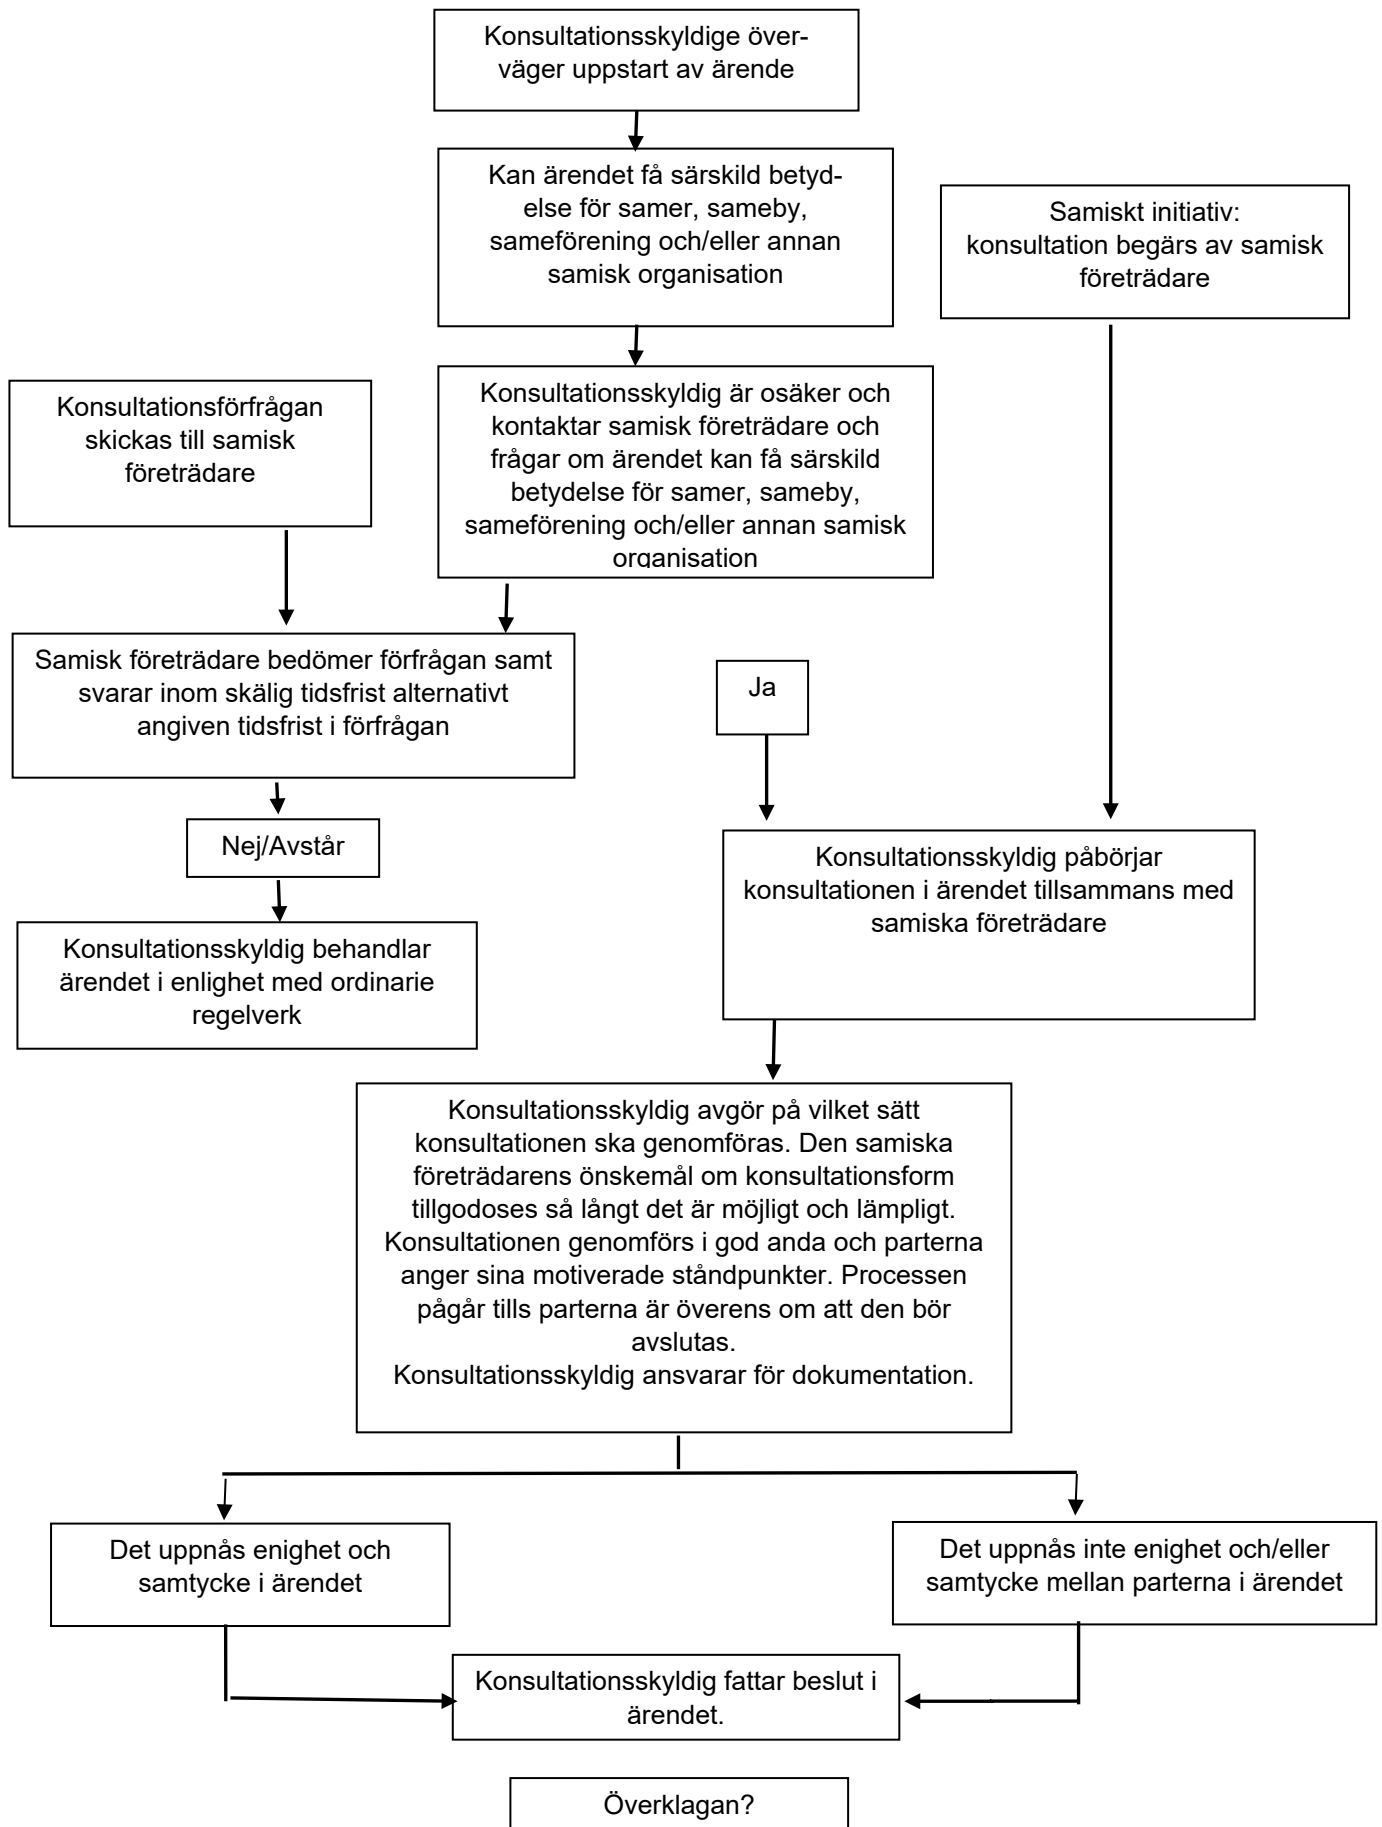 Konsultationsskyldige över-
väger uppstart av ärende
Kan ärendet få särskild betyd-
else för samer, sameby,
sameförening och/eller annan
samisk organisation
Samiskt initiativ:
konsultation begärs av samisk
företrädare
Konsultationsförfrågan
skickas till samisk
företrädare
Konsultationsskyldig är osäker och
kontaktar samisk företrädare och
frågar om ärendet kan få särskild
betydelse för samer, sameby,
sameförening och/eller annan samisk
organisation
Samisk företrädare bedömer förfrågan samt
svarar inom skälig tidsfrist alternativt
angiven tidsfrist i förfrågan
Ja
Nej/Avstår
Konsultationsskyldig påbörjar
konsultationen i ärendet tillsammans med
samiska företrädare
Konsultationsskyldig behandlar
ärendet i enlighet med ordinarie
regelverk
Konsultationsskyldig avgör på vilket sätt
konsultationen ska genomföras. Den samiska
företrädarens önskemål om konsultationsform
tillgodoses så långt det är möjligt och lämpligt.
Konsultationen genomförs i god anda och parterna
anger sina motiverade ståndpunkter. Processen
pågår tills parterna är överens om att den bör
avslutas.
Konsultationsskyldig ansvarar för dokumentation.
Det uppnås enighet och
samtycke i ärendet
Det uppnås inte enighet och/eller
samtycke mellan parterna i ärendet
Konsultationsskyldig fattar beslut i
ärendet.
Överklagan?